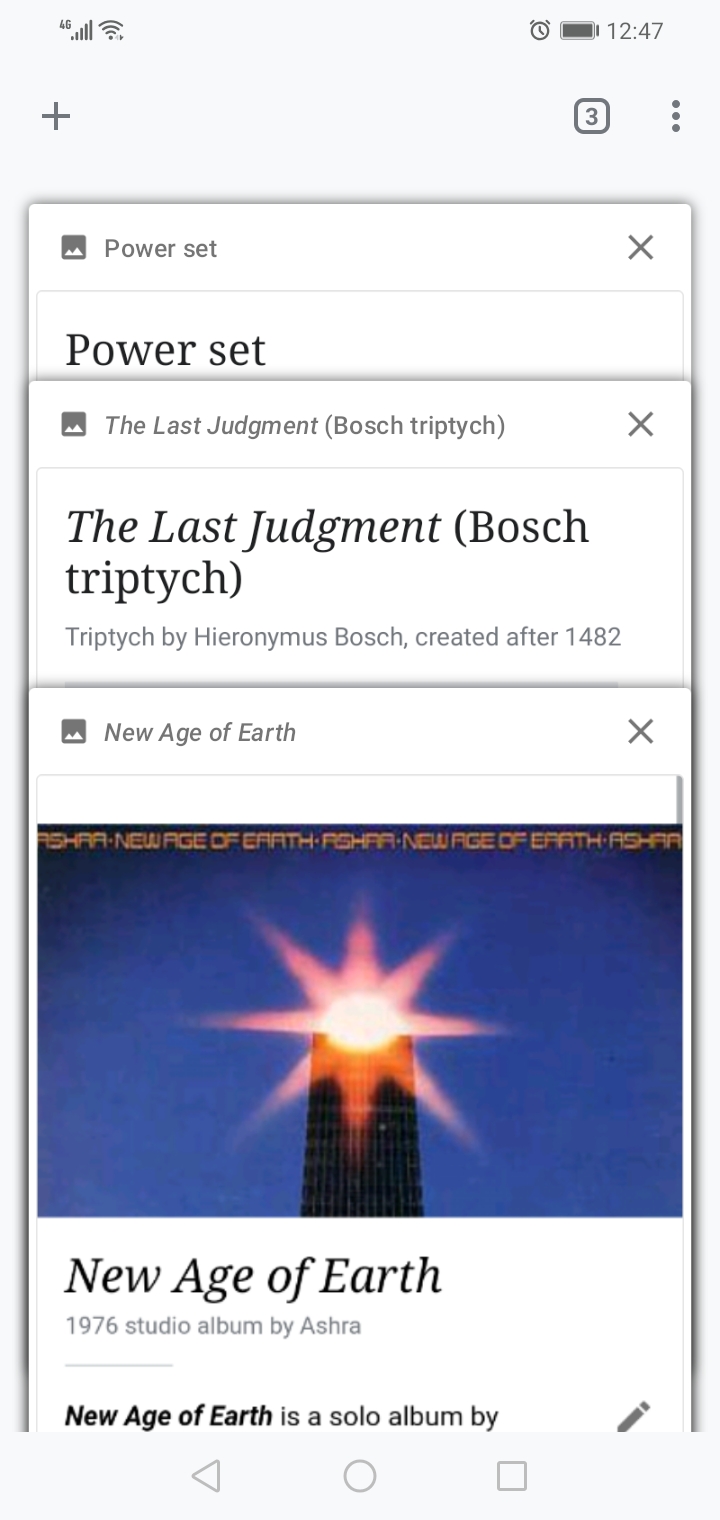 4G 12:47
3
Power set
Power set
The Last Judgment (Bosch triptych)
The Last Judgment (Bosch
triptych)
Triptych by Hieronymus Bosch, created after 1482
New Age of Earth
ASHRA·NEW AGE OF EARTH·ASHRA·NEW AGE OF EARTH·ASHRA
New Age of Earth
1976 studio album by Ashra
New Age of Earth is a solo album by